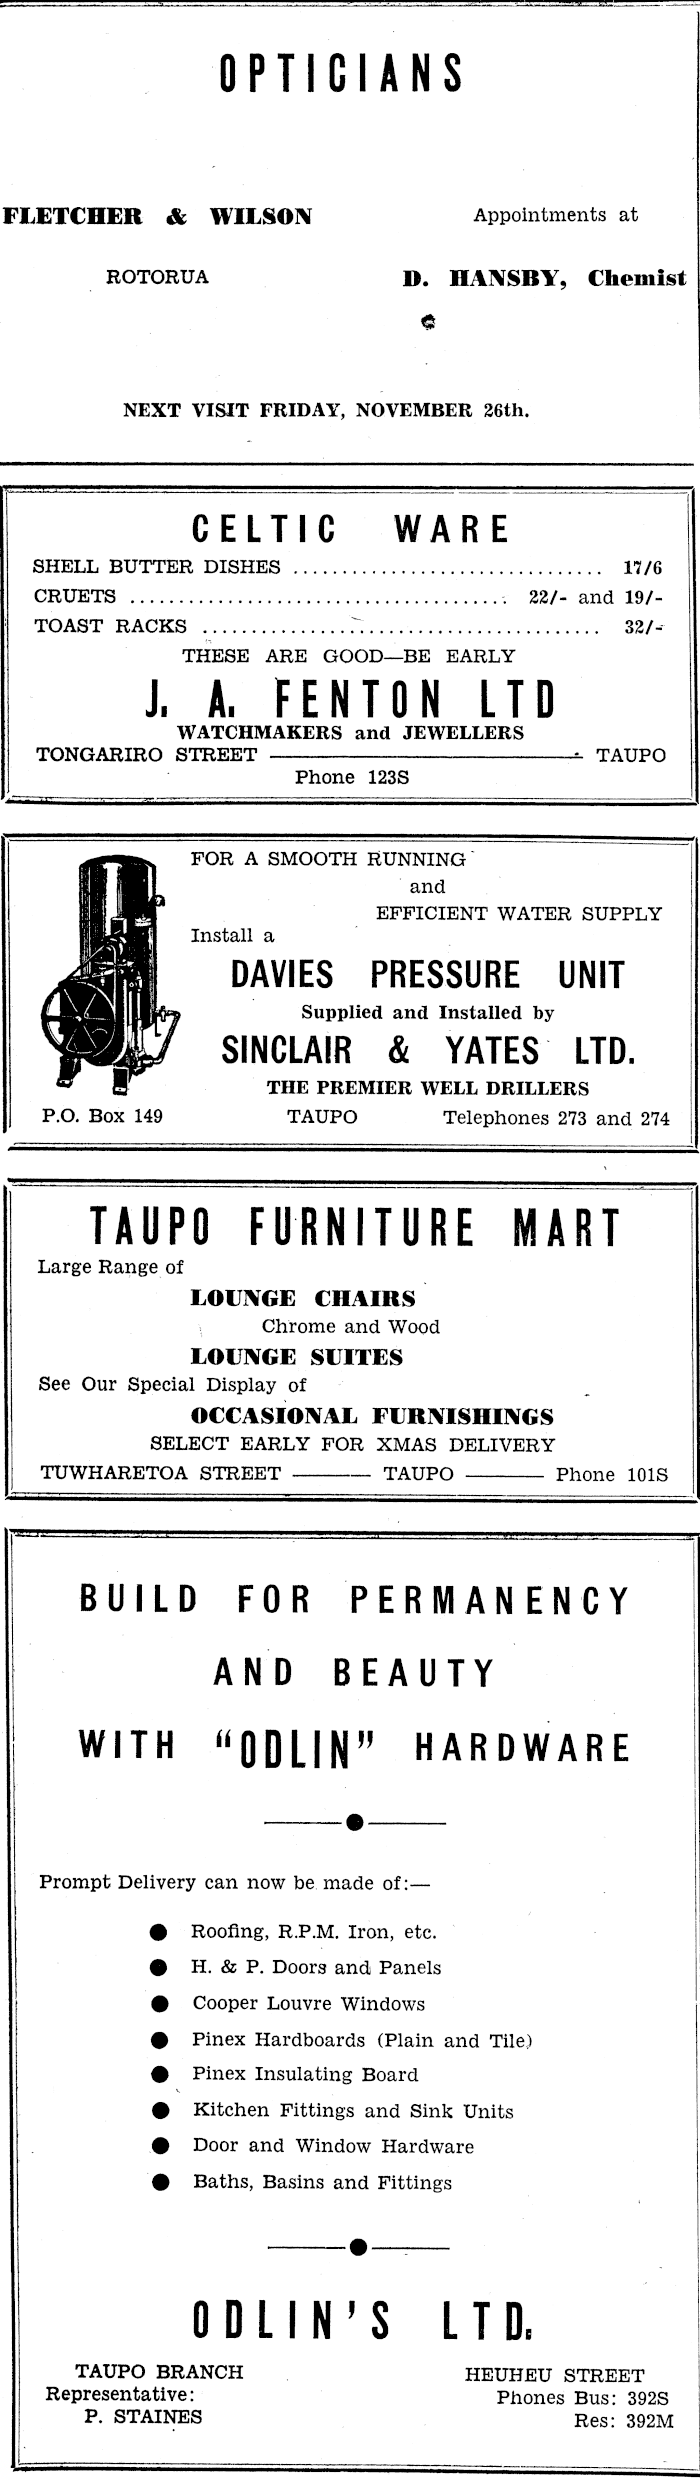 OPTICIANS
FLETCHER & WILSON Appointments at
ROTORUA D. HANSBY, Chemist
NEXT VISIT FRIDAY, NOVEMBER 26th.
CELTIC WARE
SHELL BUTTER DISHES ............................... 17/6
CRUETS ...................................... 22/- and 19/-
TOAST RACKS ........................................ 32/-
THESE ARE GOOD—BE EARLY
J. A. FENTON LTD
WATCHMAKERS and JEWELLERS
TONGARIRO STREET ———— TAUPO
Phone 123S
FOR A SMOOTH RUNNING
and
EFFICIENT WATER SUPPLY
Install a
DAVIES PRESSURE UNIT
Supplied and Installed by
SINCLAIR & YATES LTD.
THE PREMIER WELL DRILLERS
P.O. Box 149 TAUPO Telephones 273 and 274
TAUPO FURNITURE MART
Large Range of
LOUNGE CHAIRS
Chrome and Wood
LOUNGE SUITES
See Our Special Display of
OCCASIONAL FURNISHINGS
SELECT EARLY FOR XMAS DELIVERY
TUWHARETOA STREET ——— TAUPO ——— Phone 101S
BUILD FOR PERMANENCY
AND BEAUTY
WITH "ODLIN" HARDWARE
Prompt Delivery can now be made of:—
● Roofing, R.P.M. Iron, etc.
● H. & P. Doors and Panels
● Cooper Louvre Windows
● Pinex Hardboards (Plain and Tile)
● Pinex Insulating Board
● Kitchen Fittings and Sink Units
● Door and Window Hardware
● Baths, Basins and Fittings
ODLIN'S LTD.
TAUPO BRANCH HEUHEU STREET
Representative: Phones Bus: 392S
P. STAINES Res: 392M